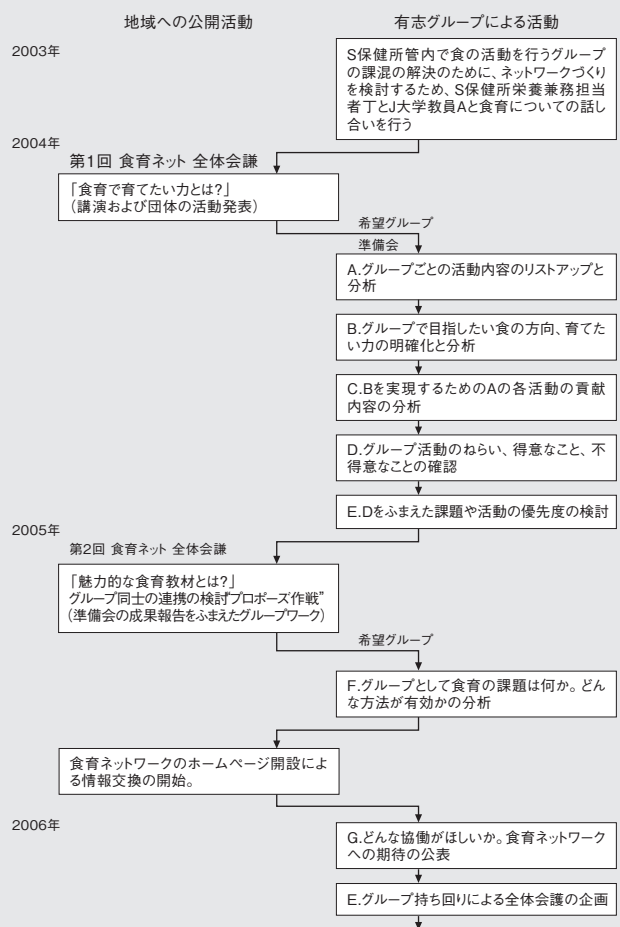 地域への公開活動
有志グループによる活動
2003年
S保健所管内で食の活動を行うグループ
の課混の解決のために、ネットワークづくり
を検討するため、S保健所栄養兼務担当
者丁とJ大学教員Aと食育についての話し
合いを行う
2004年
第1回 食育ネット 全体会謙
「食育で育てたい力とは?」
(講演および団体の活動発表)
希望グループ
準備会
A.グループごとの活動内容のリストアップと
分析
B.グループで目指したい食の方向、育てた
い力の明確化と分析
C.Bを実現するためのAの各活動の貢献
内容の分析
D.グループ活動のねらい、得意なこと、不
得意なことの確認
E.Dをふまえた課題や活動の優先度の検討
2005年
第2回 食育ネット 全体会謙
「魅力的な食育教材とは?」
グループ同士の連携の検討“プロポーズ作戦”
(準備会の成果報告をふまえたグループワーク)
希望グループ
F.グループとして食育の課題は何か。どん
な方法が有効かの分析
食育ネットワークのホームページ開設によ
る情報交換の開始。
2006年
G.どんな協働がほしいか。食育ネットワーク
への期待の公表
E.グループ持ち回りによる全体会護の企画